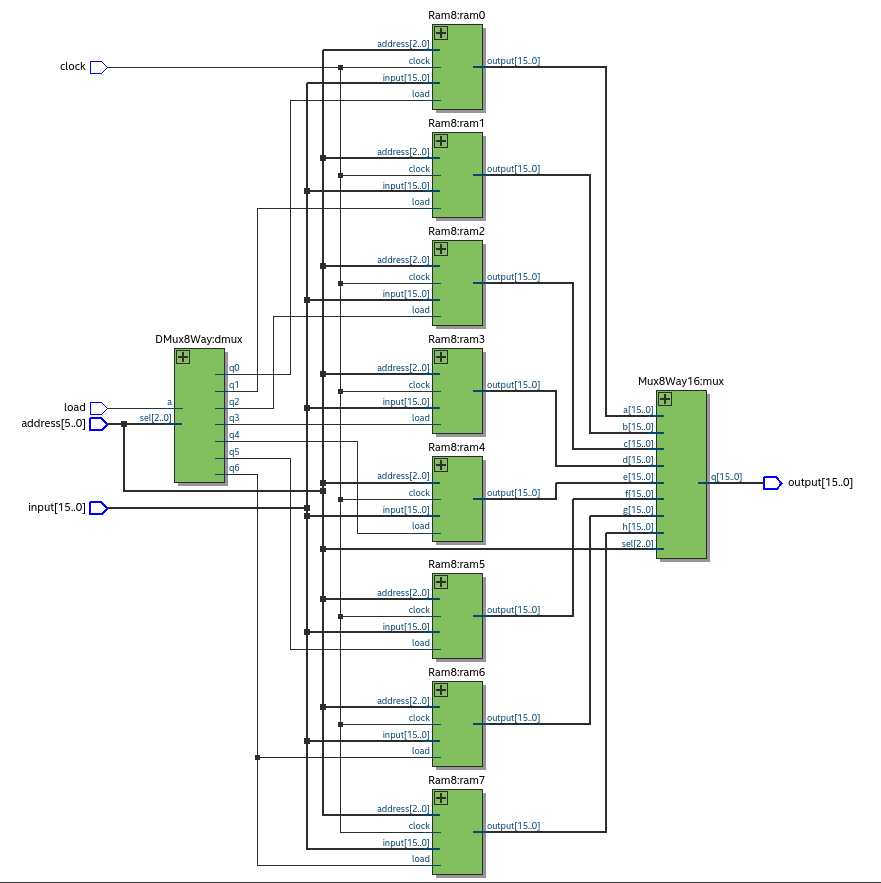 Ram8:ram0
address[2..0]
clock
input[15..0]
load
output[15..0]
clock
Ram8:ram1
address[2..0]
clock
input[15..0]
load
output[15..0]
Ram8:ram2
address[2..0]
clock
input[15..0]
load
output[15..0]
DMux8Way:dmux
a
sel[2..0]
q0
q1
q2
q3
q4
q5
q6
load
address[5..0]
input[15..0]
Ram8:ram3
address[2..0]
clock
input[15..0]
load
output[15..0]
Ram8:ram4
address[2..0]
clock
input[15..0]
load
output[15..0]
Mux8Way16:mux
a[15..0]
b[15..0]
c[15..0]
d[15..0]
e[15..0]
f[15..0]
g[15..0]
h[15..0]
sel[2..0]
q[15..0]
output[15..0]
Ram8:ram5
address[2..0]
clock
input[15..0]
load
output[15..0]
Ram8:ram6
address[2..0]
clock
input[15..0]
load
output[15..0]
Ram8:ram7
address[2..0]
clock
input[15..0]
load
output[15..0]